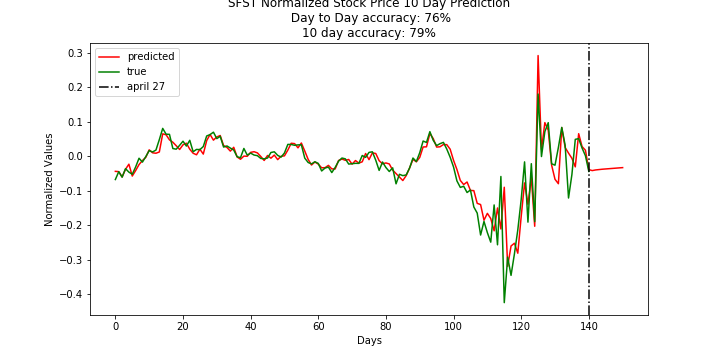 SFST Normalized Stock Price 10 Day Prediction
Day to Day accuracy: 76%
10 day accuracy: 79%
predicted
true
april 27
Normalized Values
0.3
0.2
0.1
0.0
−0.1
−0.2
−0.3
−0.4
0 20 40 60 80 100 120 140
Days